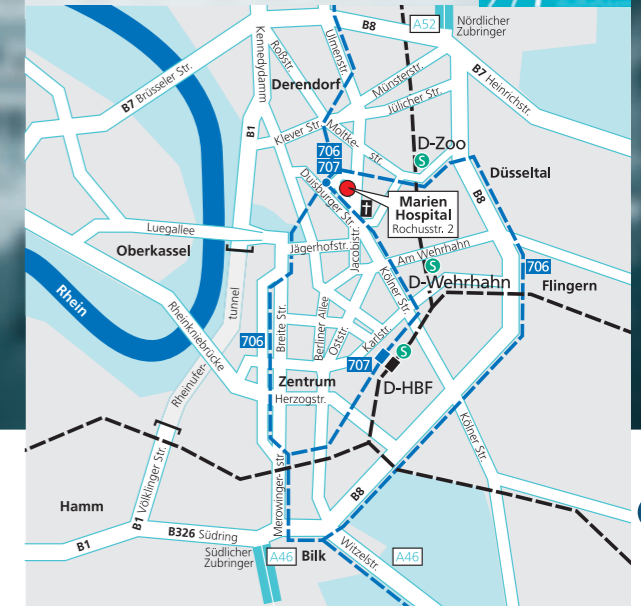 B8
A52
Nördlicher
Zubringer
Kennedydamm
Roßstr.
Ulmenstr.
B7 Brüsseler Str.
Münsterstr.
B7 Heinrichstr.
Derendorf
Jülicher Str.
B1
Klever Str.
Moltke-
str.
D-Zoo
S
706
707
Düsseltal
Duisburger Str.
B8
Marien
Hospital
Rochusstr. 2
Luegallee
Jägerhofstr.
Jacobistr.
Am Wehrhahn
Oberkassel
S
D-Wehrhahn
706
Flingern
Rhein
tunnel
Rheinufer-
Rheinkniebrücke
Breite Str.
Berliner Allee
Oststr.
Kölner Str.
Karlstr.
706
707
S
Zentrum
D-HBF
Herzogstr.
Kölner Str.
Merowinger-
str
B1 Völklinger Str.
B8
Hamm
B1
B326 Südring
Südlicher
Zubringer
A46
Bilk
Witzelstr.
A46